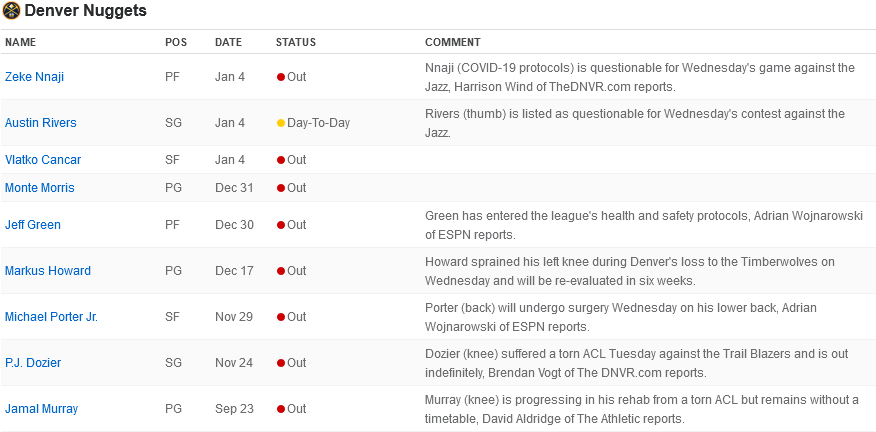 Denver Nuggets
NAME POS DATE STATUS COMMENT
Zeke Nnaji PF Jan 4 Out Nnaji (COVID-19 protocols) is questionable for Wednesday's game against the
Jazz, Harrison Wind of TheDNVR.com reports.
Austin Rivers SG Jan 4 Day-To-Day Rivers (thumb) is listed as questionable for Wednesday's contest against the
Jazz.
Vlatko Cancar SF Jan 4 Out
Monte Morris PG Dec 31 Out
Jeff Green PF Dec 30 Out Green has entered the league's health and safety protocols, Adrian Wojnarowski
of ESPN reports.
Markus Howard PG Dec 17 Out Howard sprained his left knee during Denver's loss to the Timberwolves on
Wednesday and will be re-evaluated in six weeks.
Michael Porter Jr. SF Nov 29 Out Porter (back) will undergo surgery Wednesday on his lower back, Adrian
Wojnarowski of ESPN reports.
P.J. Dozier SG Nov 24 Out Dozier (knee) suffered a torn ACL Tuesday against the Trail Blazers and is out
indefinitely, Brendan Vogt of The DNVR.com reports.
Jamal Murray PG Sep 23 Out Murray (knee) is progressing in his rehab from a torn ACL but remains without a
timetable, David Aldridge of The Athletic reports.